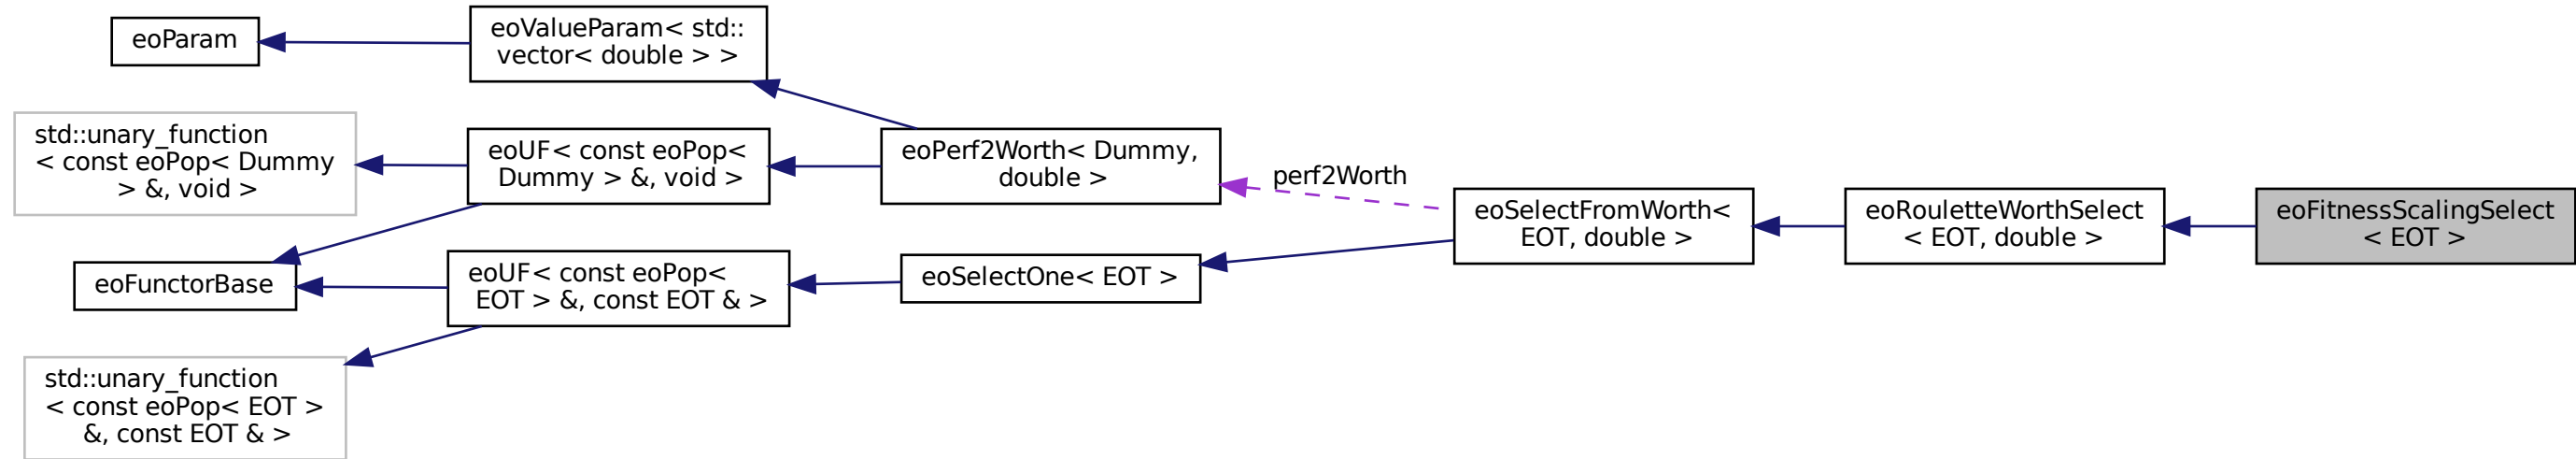 eoParam
eoValueParam< std::
vector< double > >
std::unary_function
< const eoPop< Dummy
> &, void >
eoUF< const eoPop<
Dummy > &, void >
eoPerf2Worth< Dummy,
double >
perf2Worth
eoFunctorBase
eoUF< const eoPop<
EOT > &, const EOT & >
eoSelectOne< EOT >
eoSelectFromWorth<
EOT, double >
eoRouletteWorthSelect
< EOT, double >
eoFitnessScalingSelect
< EOT >
std::unary_function
< const eoPop< EOT >
&, const EOT & >